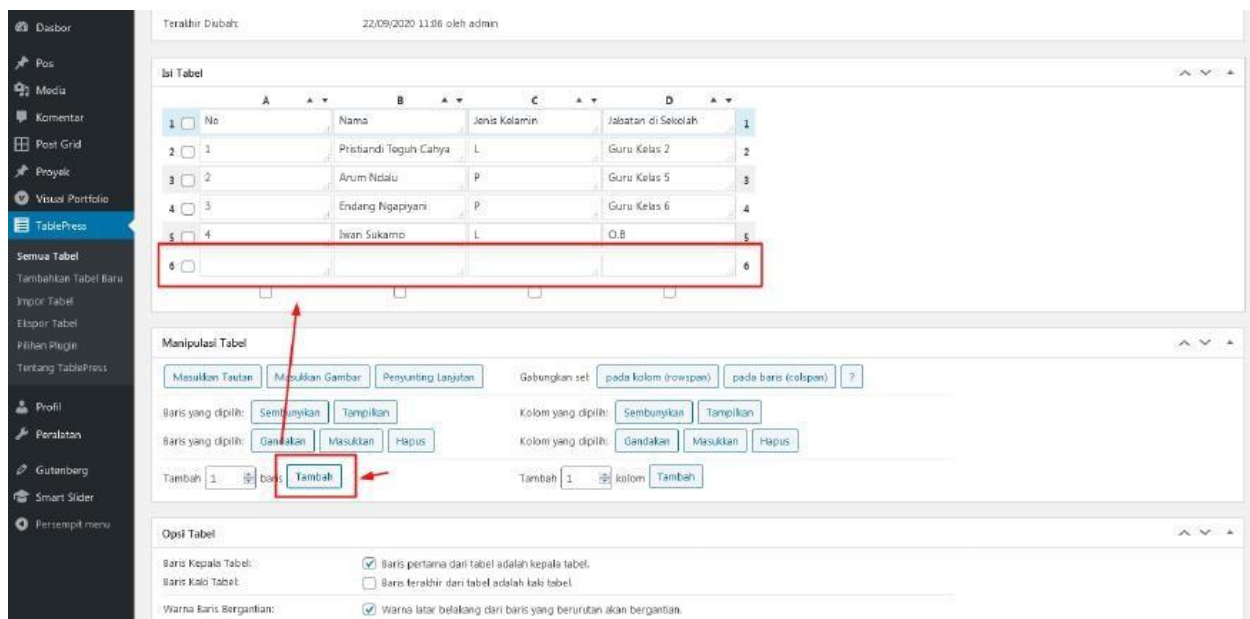 Dasbor
Pos
Media
Komentar
Post Grid
Proyek
Visual Portfolio
TablePress
Semua Tabel
Tambahkan Tabel Baru
Impor Tabel
Ekspor Tabel
Pilihan Plugin
Tentang TablePress
Profil
Peralatan
Gutenberg
Smart Slider
Persempit menu
Terakhir Diubah: 22/09/2020 11:06 oleh admin
Isi Tabel
A B C D
1 No Nama Jenis Kelamin Jabatan di Sekolah 1
2 1 Pristiandi Teguh Cahya L Guru Kelas 2 2
3 2 Arum Ndalu P Guru Kelas 5 3
4 3 Endang Ngapiyani P Guru Kelas 6 4
5 4 Iwan Sukarno L O.B 5
6 6
Manipulasi Tabel
Masukkan Tautan Masukkan Gambar Penyunting Lanjutan Gabungkan sel: pada kolom (rowspan) pada baris (colspan) ?
Baris yang dipilih: Sembunyikan Tampilkan Kolom yang dipilih: Sembunyikan Tampilkan
Baris yang dipilih: Gandakan Masukkan Hapus Kolom yang dipilih: Gandakan Masukkan Hapus
Tambah 1 baris Tambah Tambah 1 kolom Tambah
Opsi Tabel
Baris Kepala Tabel: Baris pertama dari tabel adalah kepala tabel.
Baris Kaki Tabel: Baris terakhir dari tabel adalah kaki tabel.
Warna Baris Bergantian: Warna latar belakang dari baris yang berurutan akan bergantian.